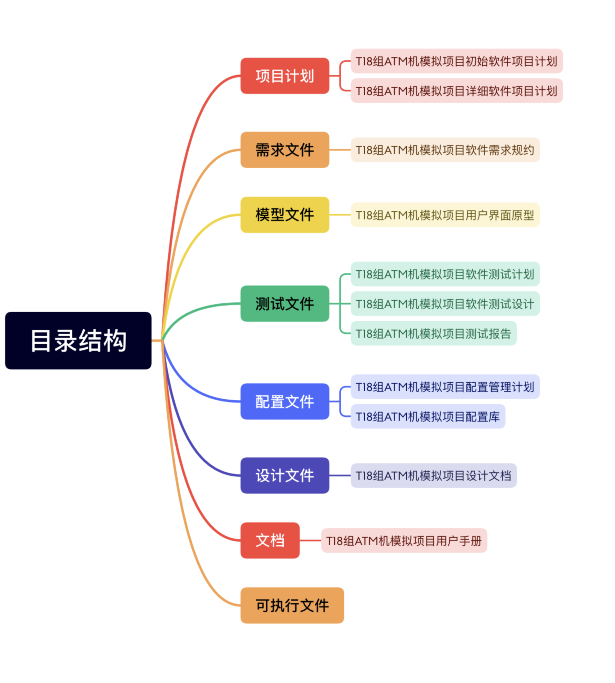 目录结构
项目计划
T18组ATM机模拟项目初始软件项目计划
T18组ATM机模拟项目详细软件项目计划
需求文件
T18组ATM机模拟项目软件需求规约
模型文件
T18组ATM机模拟项目用户界面原型
测试文件
T18组ATM机模拟项目软件测试计划
T18组ATM机模拟项目软件测试设计
T18组ATM机模拟项目测试报告
配置文件
T18组ATM机模拟项目配置管理计划
T18组ATM机模拟项目配置库
设计文件
T18组ATM机模拟项目设计文档
文档
T18组ATM机模拟项目用户手册
可执行文件